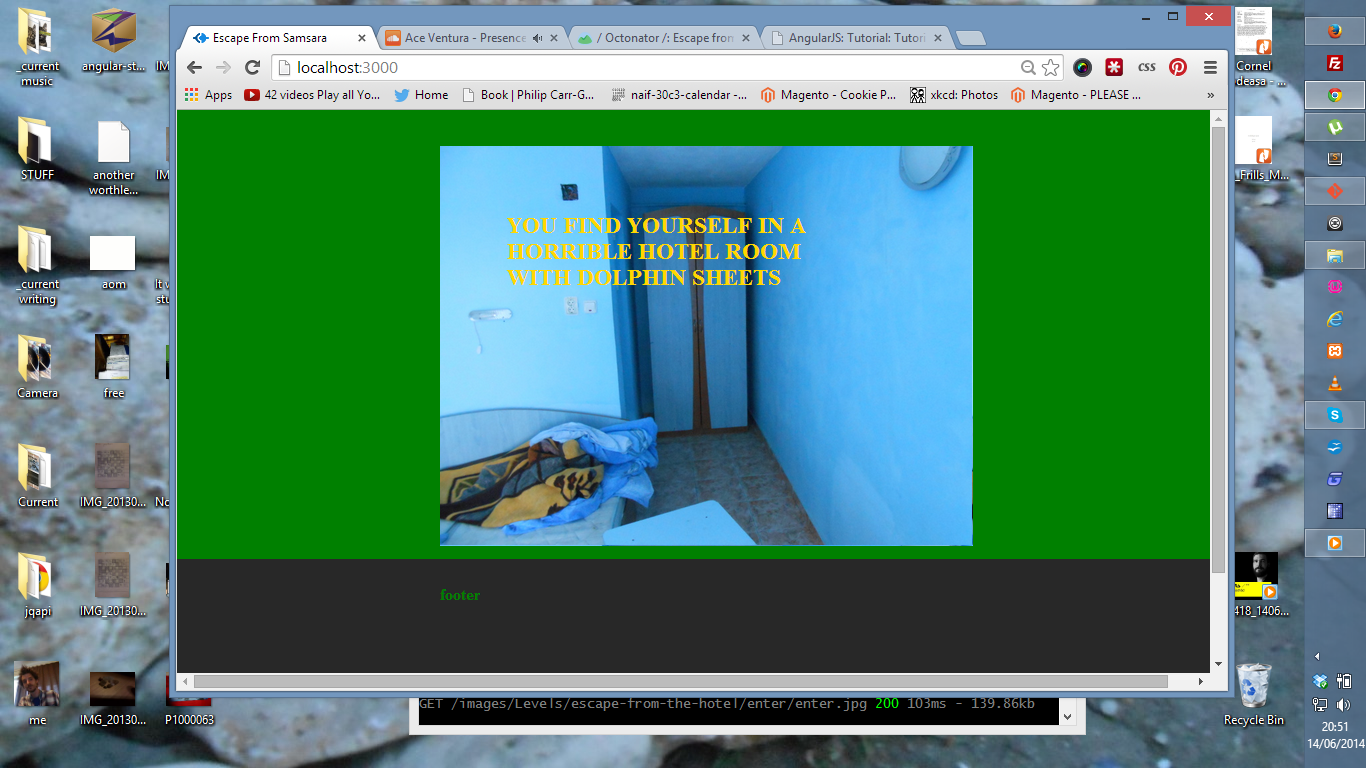 Escape From Samsara
Ace Ventura - Presence
/ Octumotor /: Escape from
AngularJS: Tutorial: Tutori
localhost:3000
CSS
Apps
42 videos Play all Yo...
Home
Book | Philip Carr-G...
naif-30c3-calendar -...
Magento - Cookie P...
xkcd: Photos
Magento - PLEASE ...
»
YOU FIND YOURSELF IN A
HORRIBLE HOTEL ROOM
WITH DOLPHIN SHEETS
footer
GET /images/Levels/escape-from-the-hotel/enter/enter.jpg 200 103ms - 139.86kb
_current
music
angular-st...
IM
STUFF
another
worthle...
IM
_current
writing
aom
It w
stu
Camera
free
Current
IMG_20130...
No
jqapi
IMG_20130...
me
IMG_20130...
P1000063
Cornel
deasa - ...
_Frills_M...
418_1406...
Recycle Bin
20:51
14/06/2014